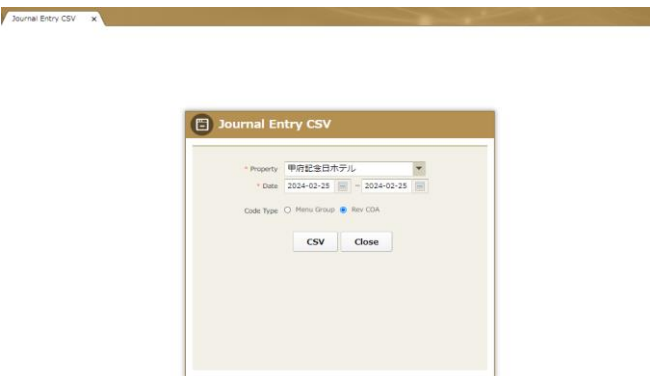 Journal Entry CSV x
Journal Entry CSV
* Property 甲府記念日ホテル
* Date 2024-02-25 ~ 2024-02-25
Code Type Menu Group Rev COA
CSV Close